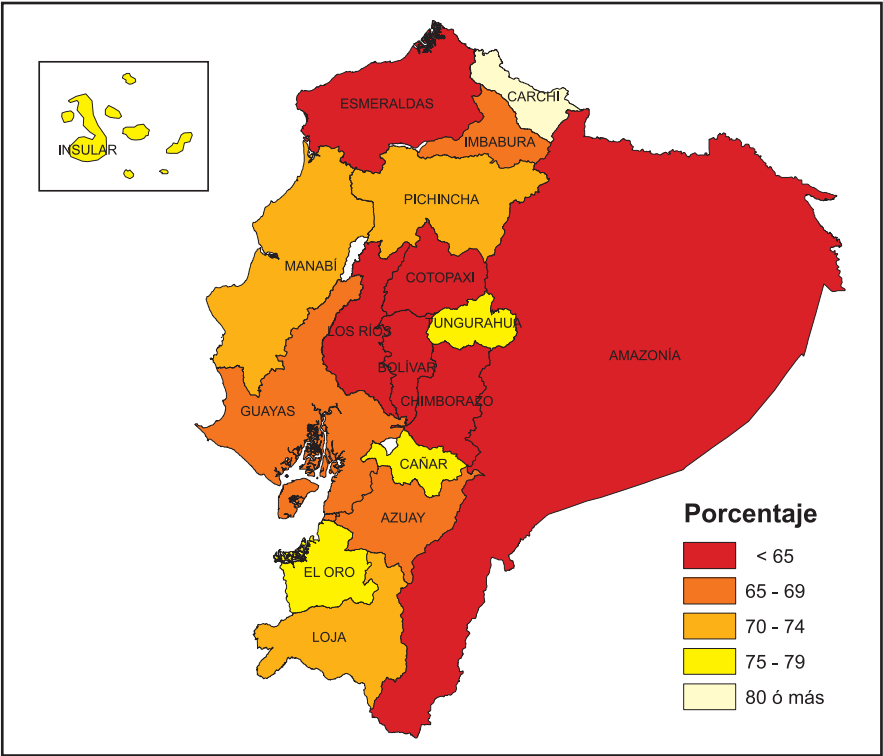 CARCHI
ESMERALDAS
IMBABURA
INSULAR
PICHINCHA
MANABÍ
COTOPAXI
TUNGURAHUA
LOS RÍOS
AMAZONÍA
BOLÍVAR
CHIMBORAZO
GUAYAS
CAÑAR
AZUAY
EL ORO
LOJA
Porcentaje
< 65
65 - 69
70 - 74
75 - 79
80 ó más